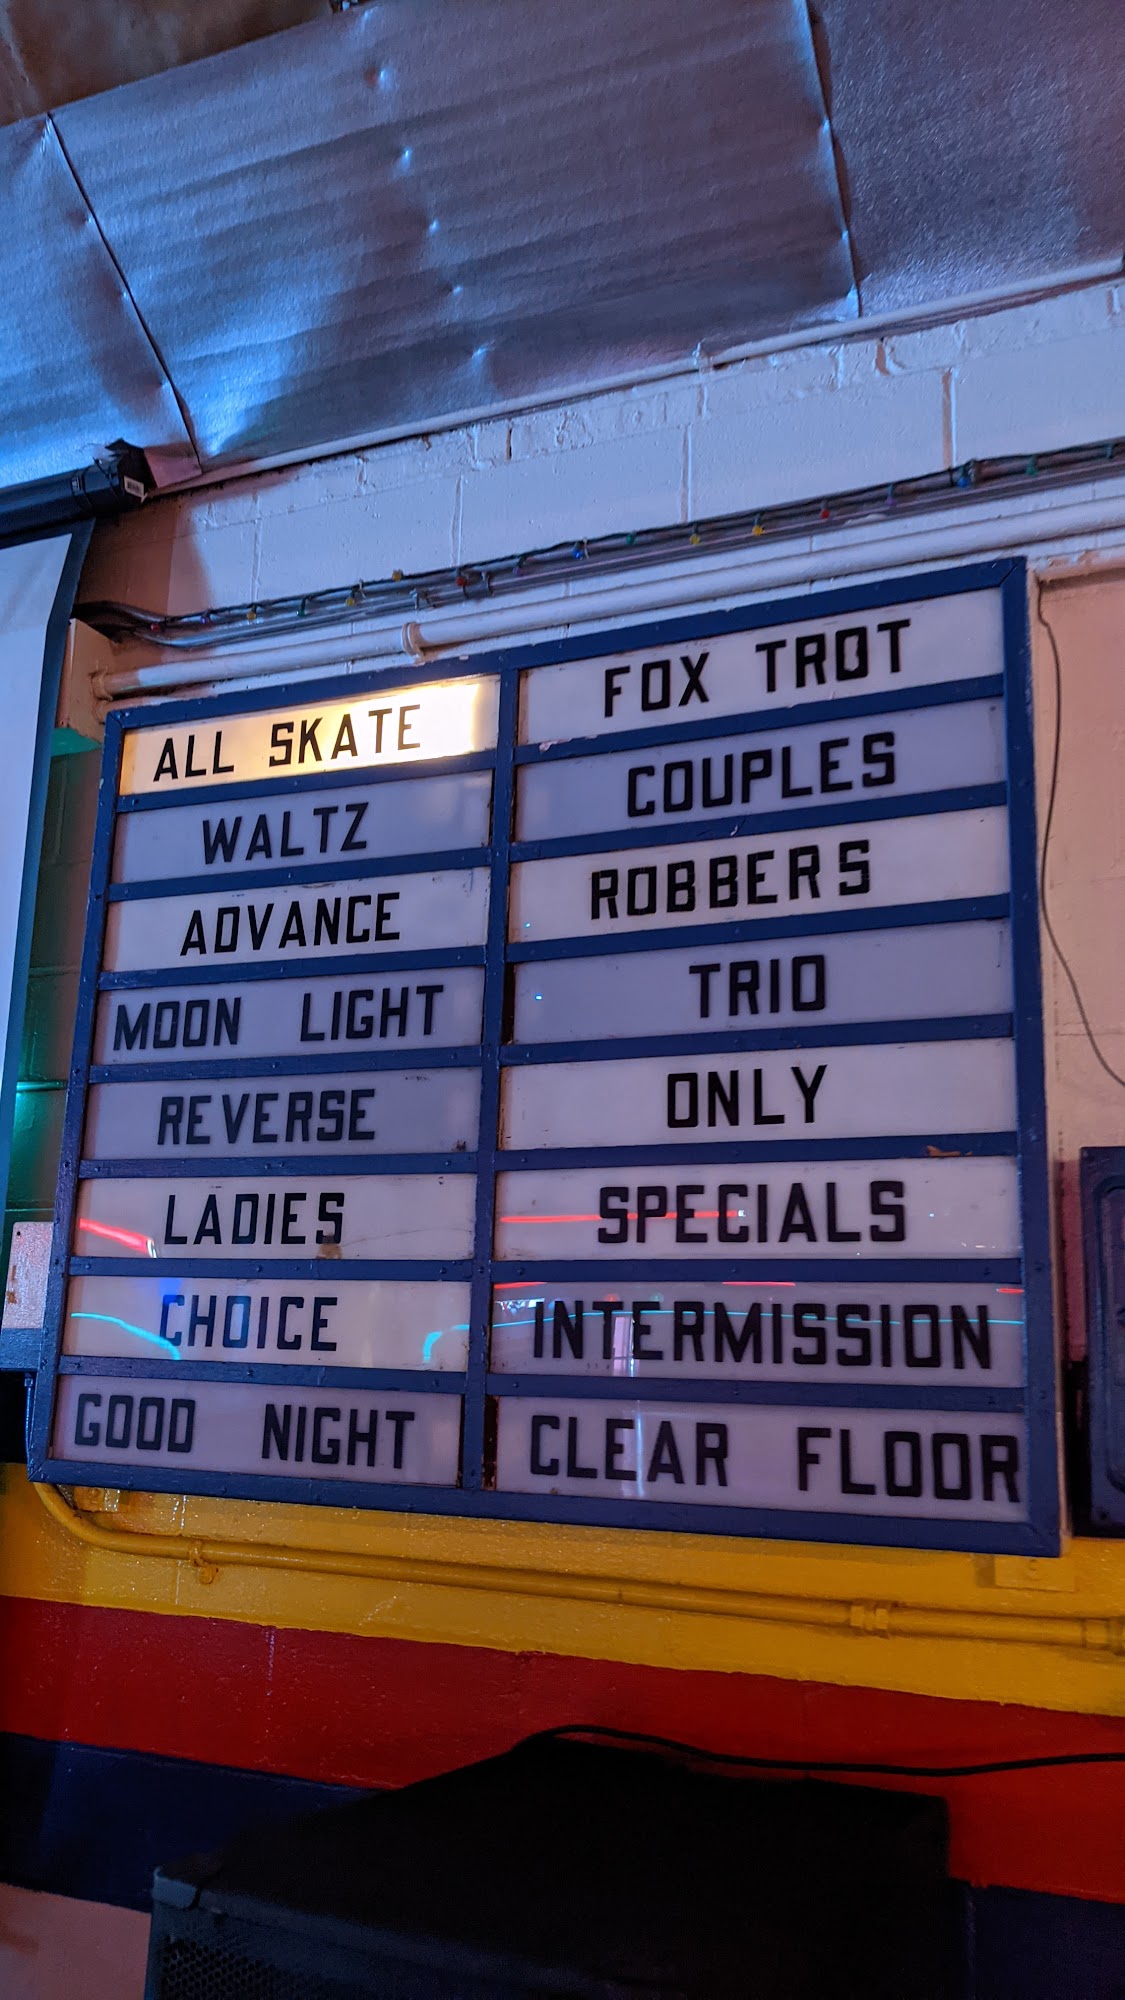 ALL SKATE
WALTZ
ADVANCE
MOON LIGHT
REVERSE
LADIES
CHOICE
GOOD NIGHT
FOX TROT
COUPLES
ROBBERS
TRIO
ONLY
SPECIALS
INTERMISSION
CLEAR FLOOR